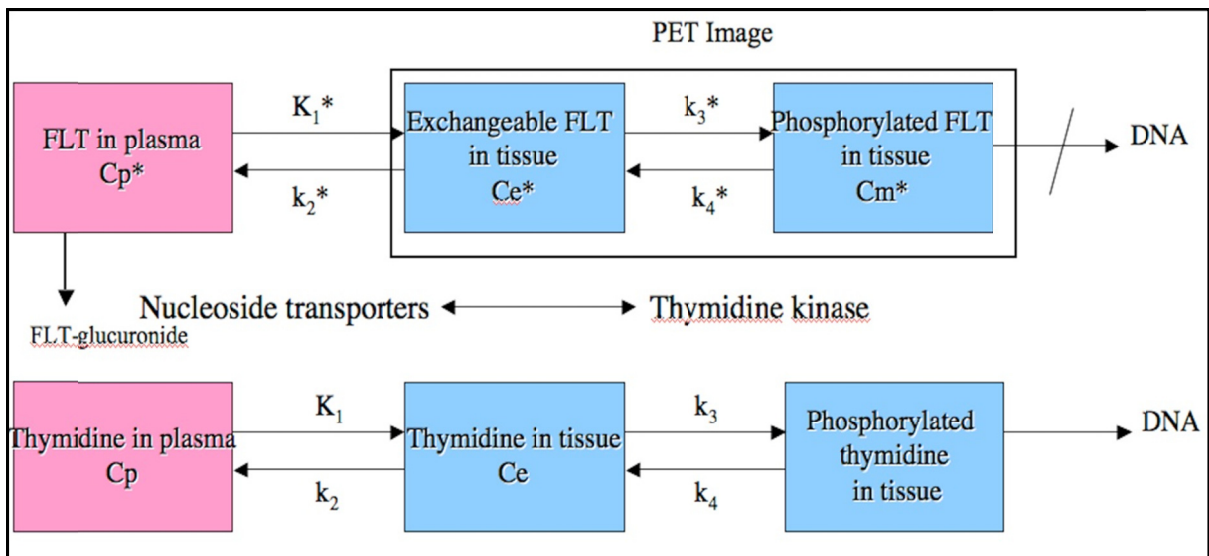 PET Image
FLT in plasma
Cp*
K₁*
k₂*
Exchangeable FLT
in tissue
Ce*
k₃*
k₄*
Phosphorylated FLT
in tissue
Cm*
DNA
FLT-glucuronide
Nucleoside transporters
Thymidine kinase
Thymidine in plasma
Cp
K₁
k₂
Thymidine in tissue
Ce
k₃
k₄
Phosphorylated
thymidine
in tissue
DNA